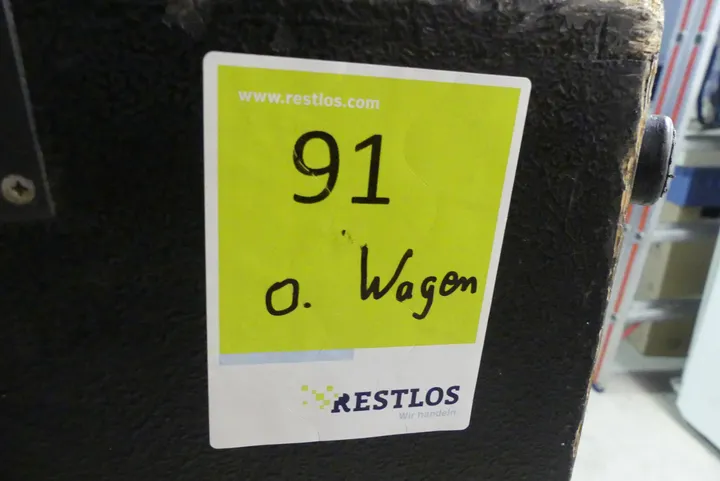 www.restlos.com
91
o. Wagen
RESTLOS
Wir handeln.